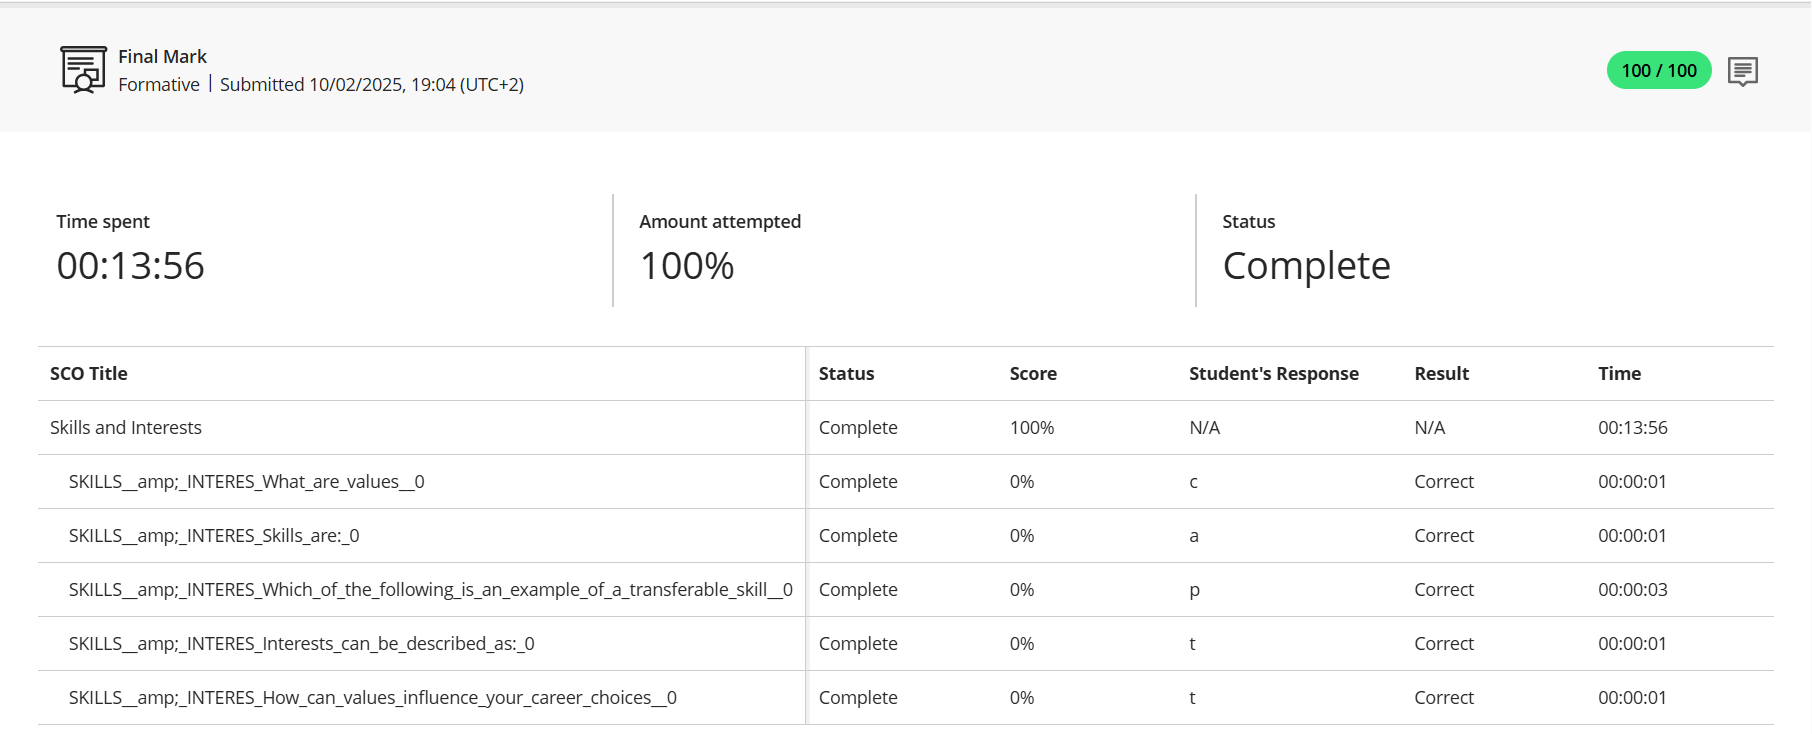 Final Mark
Formative | Submitted 10/02/2025, 19:04 (UTC+2)
100 / 100
Time spent
00:13:56
Amount attempted
100%
Status
Complete
SCO Title Status Score Student's Response Result Time
Skills and Interests Complete 100% N/A N/A 00:13:56
SKILLS__amp;_INTERES_What_are_values__0 Complete 0% c Correct 00:00:01
SKILLS__amp;_INTERES_Skills_are:_0 Complete 0% a Correct 00:00:01
SKILLS__amp;_INTERES_Which_of_the_following_is_an_example_of_a_transferable_skill__0 Complete 0% p Correct 00:00:03
SKILLS__amp;_INTERES_Interests_can_be_described_as:_0 Complete 0% t Correct 00:00:01
SKILLS__amp;_INTERES_How_can_values_influence_your_career_choices__0 Complete 0% t Correct 00:00:01